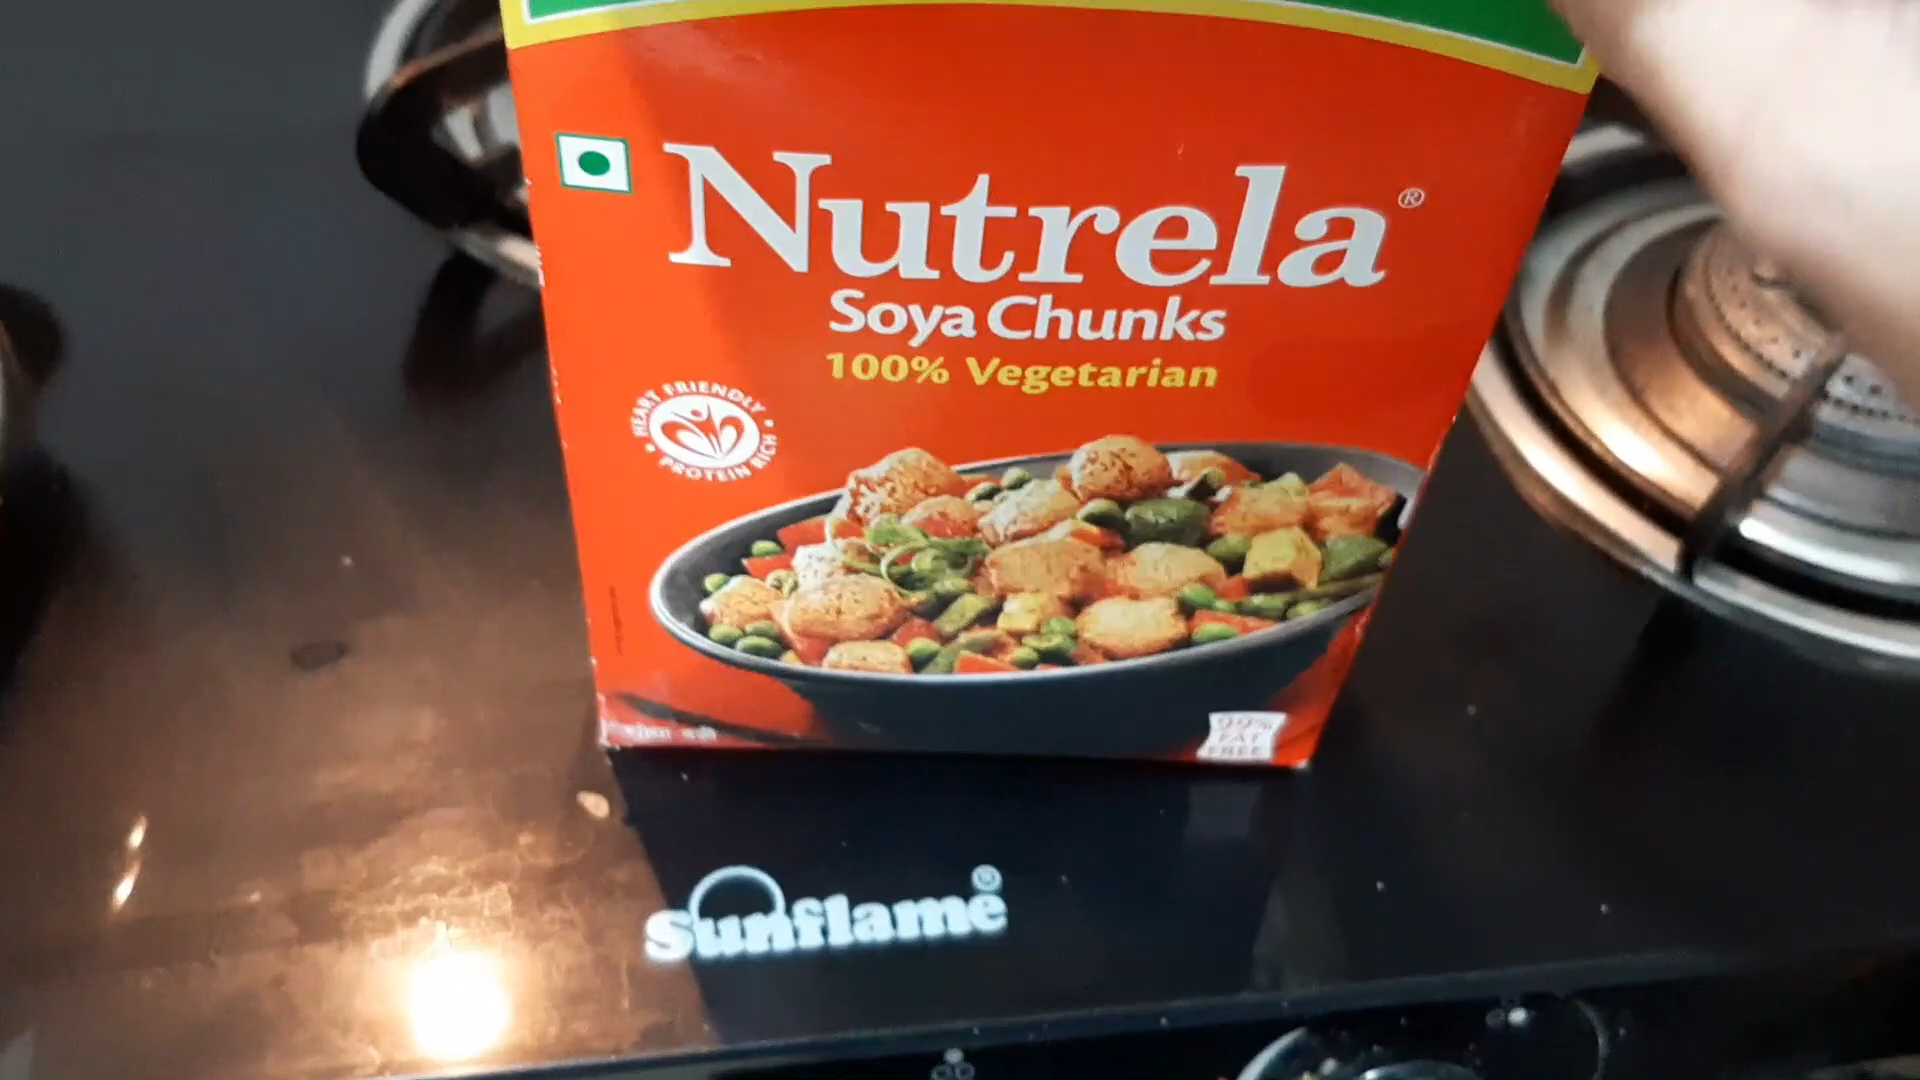 Nutrela®
Soya Chunks
100% Vegetarian
HEART FRIENDLY
PROTEIN RICH
99%
FAT
FREE
Sunflame®